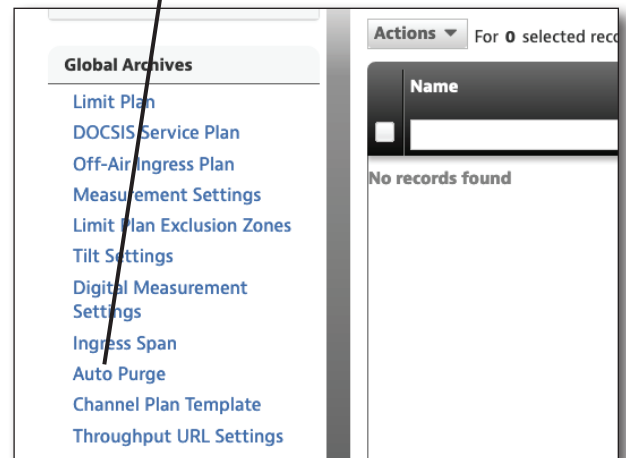 Global Archives
Limit Plan
DOCSIS Service Plan
Off-Air Ingress Plan
Measurement Settings
Limit Plan Exclusion Zones
Tilt Settings
Digital Measurement
Settings
Ingress Span
Auto Purge
Channel Plan Template
Throughput URL Settings
Actions For 0 selected reco
Name
No records found